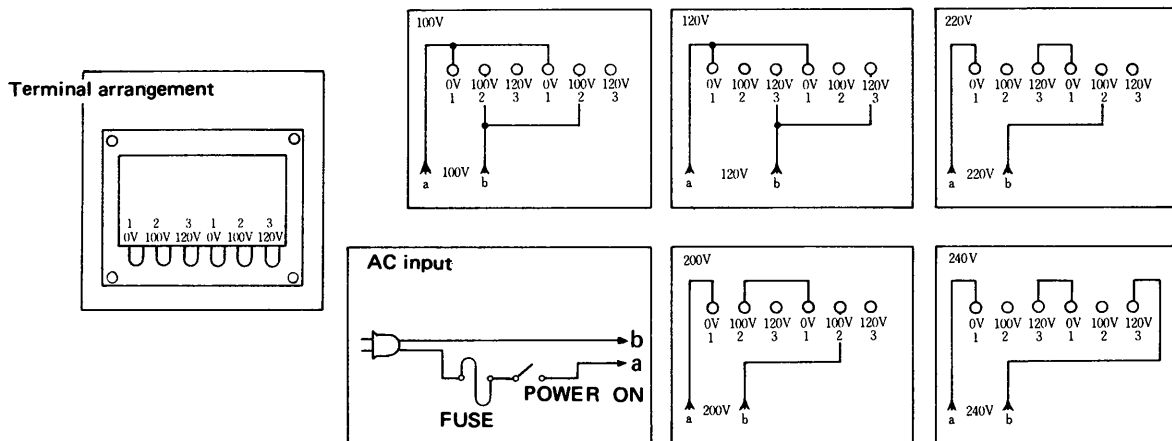 Terminal arrangement
1 2 3 1 2 3
0V 100V 120V 0V 100V 120V
100V
0V 100V 120V 0V 100V 120V
1 2 3 1 2 3
a 100V b
120V
0V 100V 120V 0V 100V 120V
1 2 3 1 2 3
a 120V b
220V
0V 100V 120V 0V 100V 120V
1 2 3 1 2 3
a 220V b
AC input
b
a
POWER ON
FUSE
200V
0V 100V 120V 0V 100V 120V
1 2 3 1 2 3
a 200V b
240V
0V 100V 120V 0V 100V 120V
1 2 3 1 2 3
a 240V b